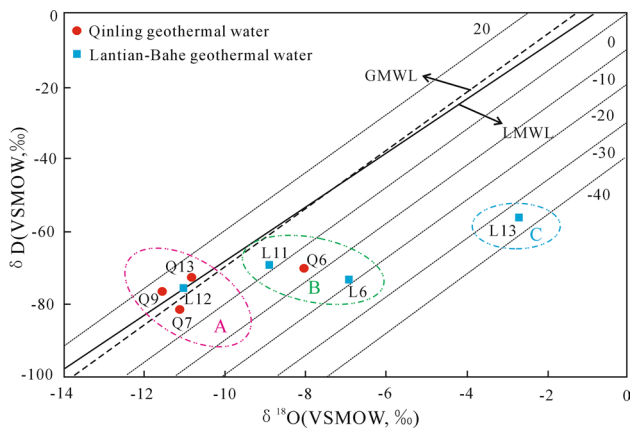 Qinling geothermal water
Lantian-Bahe geothermal water
20
0
-10
-20
-30
-40
GMWL
LMWL
L13
C
L11
Q6
L6
B
Q13
Q9
L12
Q7
A
0
-20
-40
-60
-80
-100
δ D(VSMOW,‰)
-14
-12
-10
-8
-6
-4
-2
0
δ ¹⁸O(VSMOW, ‰)